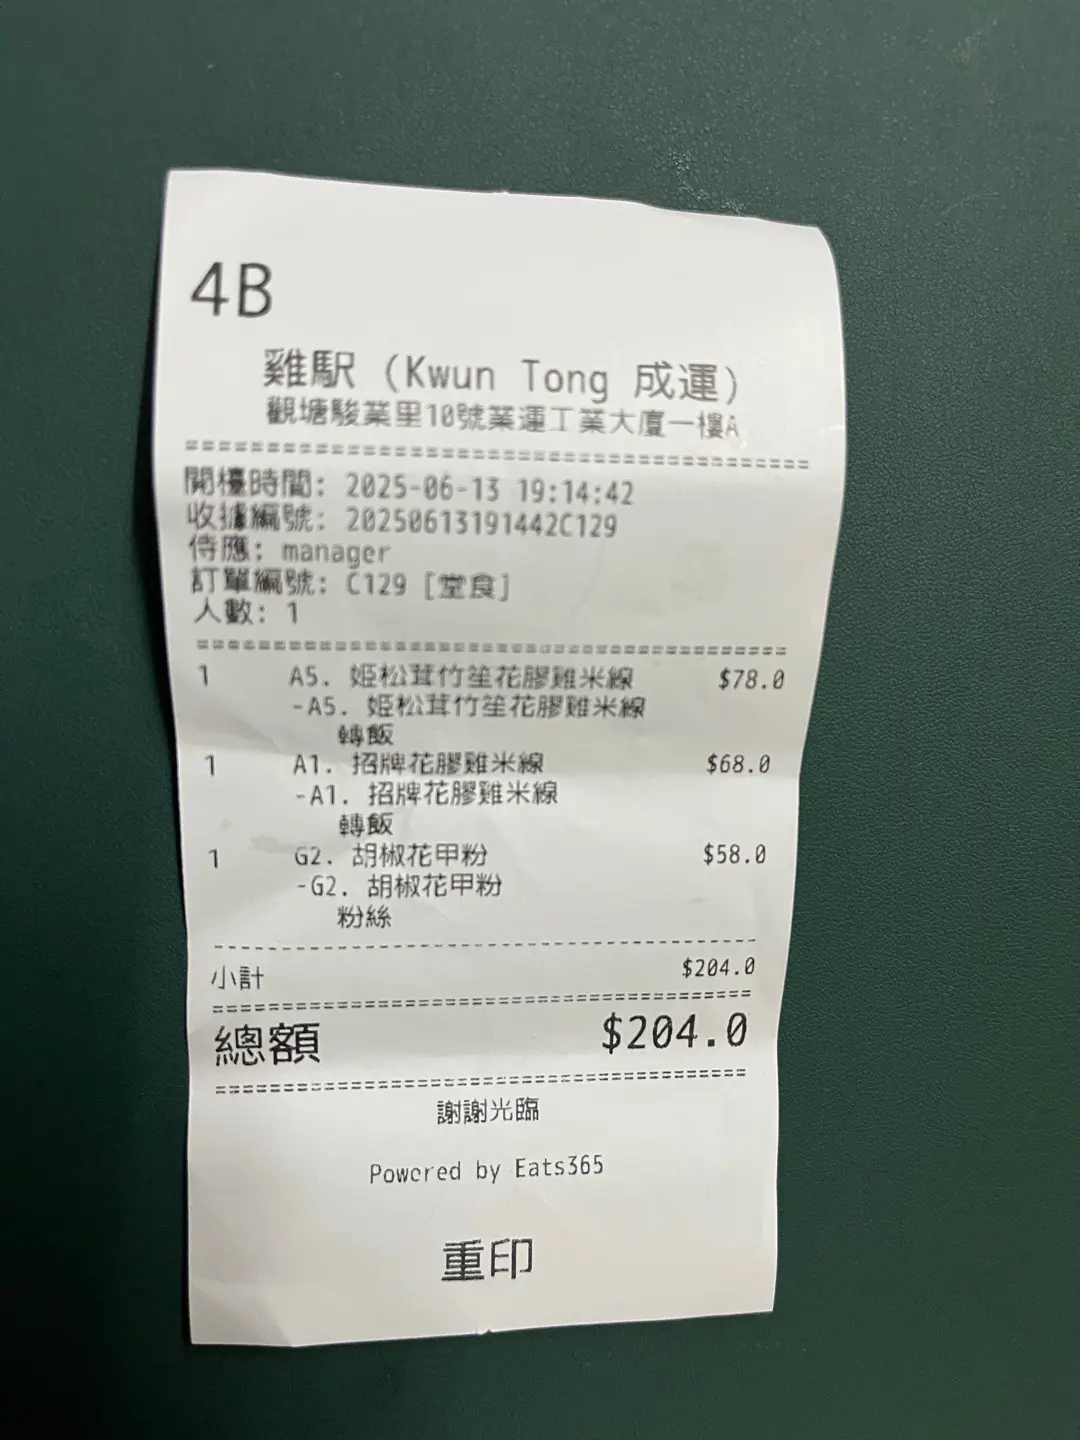 4B
雞駅 (Kwun Tong 成運)
觀塘駿業里10號業運工業大廈一樓A
開檯時間: 2025-06-13 19:14:42
收據編號: 20250613191442C129
侍應: manager
訂單編號: C129 [堂食]
人數: 1
1 A5. 姬松茸竹笙花膠雞米線 $78.0
-A5. 姬松茸竹笙花膠雞米線
轉飯
1 A1. 招牌花膠雞米線 $68.0
-A1. 招牌花膠雞米線
轉飯
1 G2. 胡椒花甲粉 $58.0
-G2. 胡椒花甲粉
粉絲
小計 $204.0
總額 $204.0
謝謝光臨
Powered by Eats365
重印